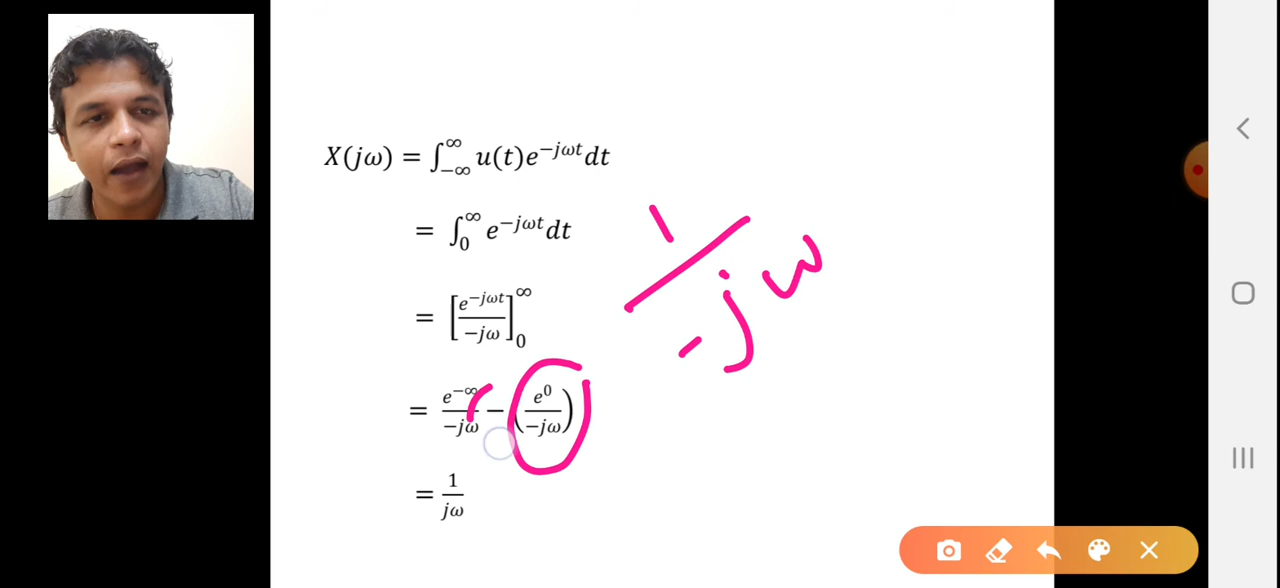 X(jω) = ∫_{-∞}^{∞} u(t)e^{-jωt}dt
= ∫_{0}^{∞} e^{-jωt}dt
= [e^{-jωt}/-jω]_{0}^{∞}
= e^{-∞}/-jω - (e^{0}/-jω)
= 1/jω
1/-jω